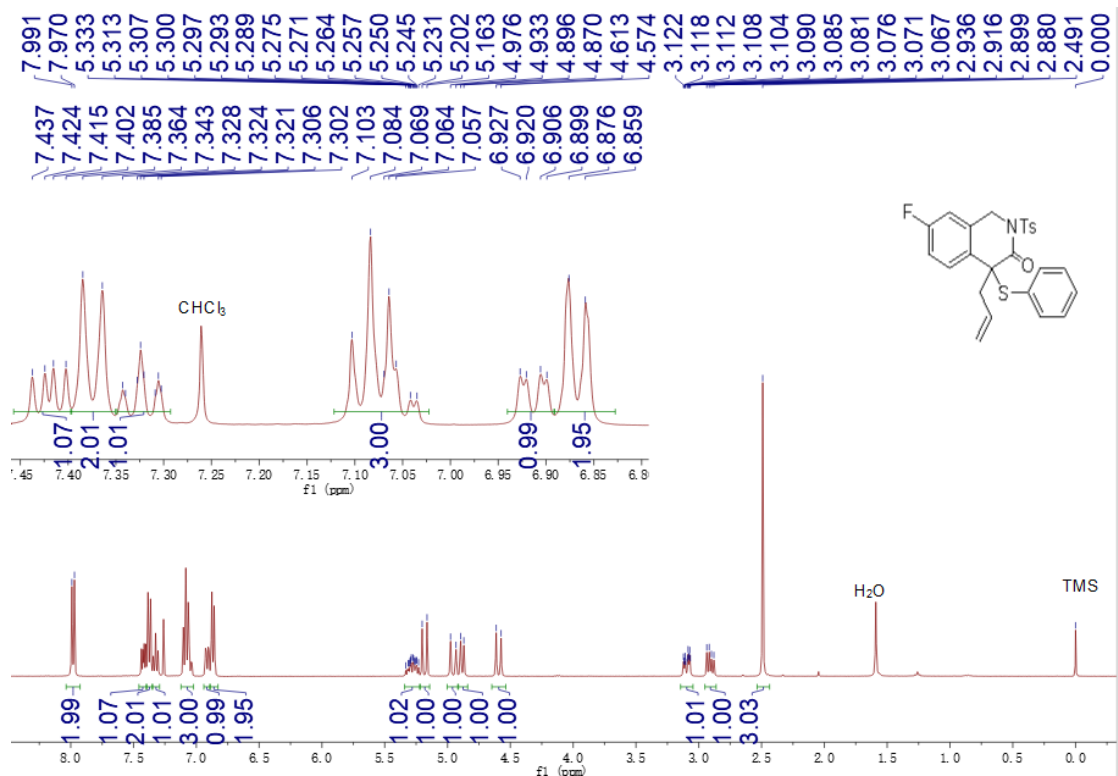 7.991 7.970 5.333 5.313 5.307 5.300 5.297 5.293 5.289 5.275 5.271 5.264 5.257 5.250 5.245 5.231 5.202 5.163 4.976 4.933 4.896 4.870 4.613 4.574 3.122 3.118 3.112 3.108 3.104 3.090 3.085 3.081 3.076 3.071 3.067 2.936 2.916 2.899 2.880 2.491 0.000
7.437 7.424 7.415 7.402 7.385 7.364 7.343 7.328 7.324 7.321 7.306 7.302 7.103 7.084 7.069 7.064 7.057 6.927 6.920 6.906 6.899 6.876 6.859
F
NTs
O
S
CHCl₃
1.07 2.01 1.01 3.00 0.99 1.95
7.45 7.40 7.35 7.30 7.25 7.20 7.15 7.10 7.05 7.00 6.95 6.90 6.85 6.8
f1 (ppm)
H₂O
TMS
1.99 1.07 2.01 1.01 3.00 0.99 1.95 1.02 1.00 1.00 1.00 1.00 1.01 1.00 3.03
8.0 7.5 7.0 6.5 6.0 5.5 5.0 4.5 4.0 3.5 3.0 2.5 2.0 1.5 1.0 0.5 0.0
f1 (ppm)